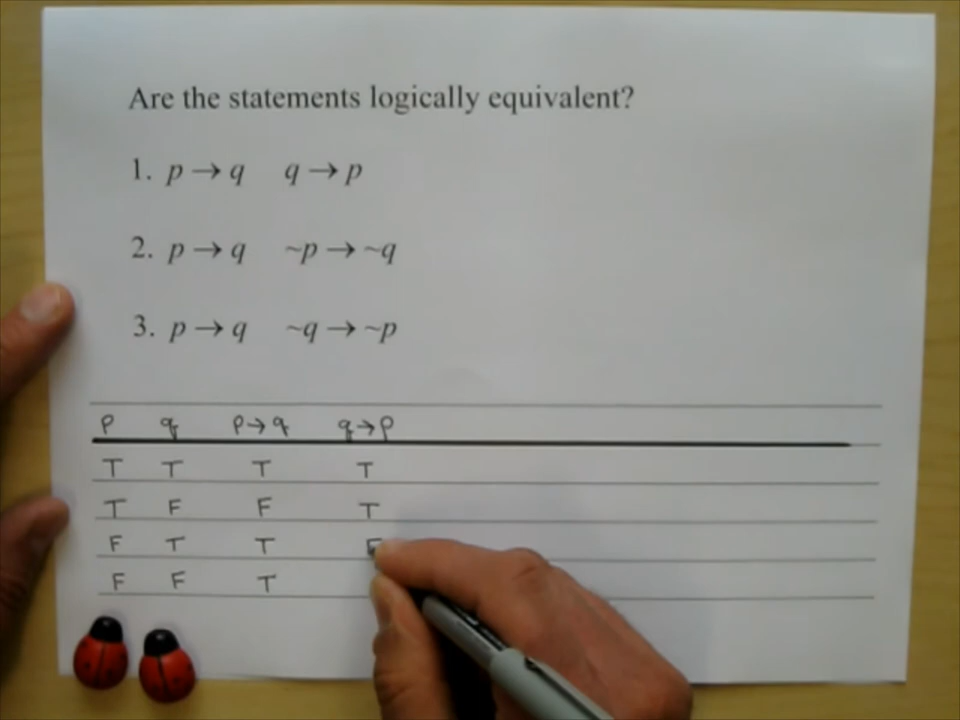 Are the statements logically equivalent?
1. p → q q → p
2. p → q ~p → ~q
3. p → q ~q → ~p
p q p→q q→p
T T T T
T F F T
F T T F
F F T